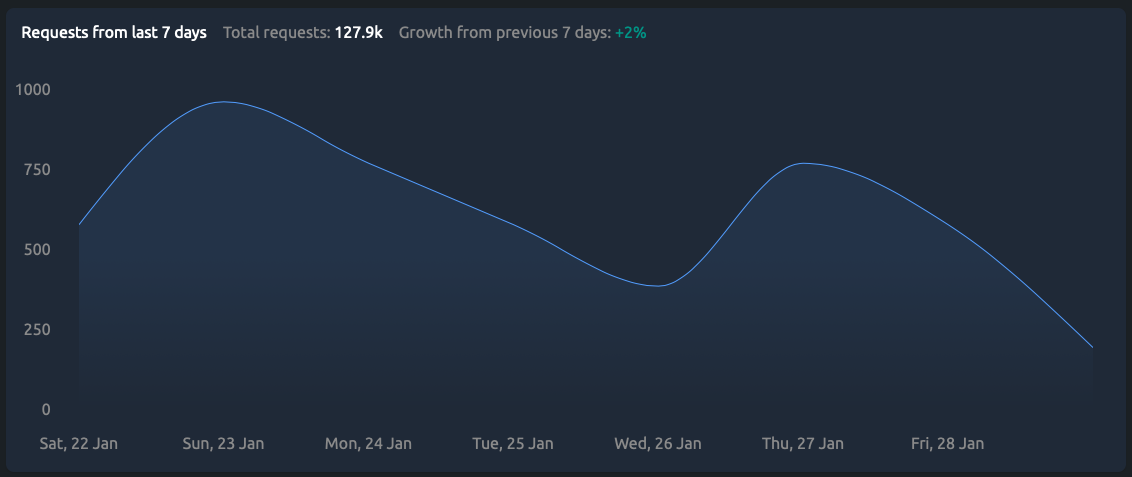 Requests from last 7 days Total requests: 127.9k Growth from previous 7 days: +2%
1000
750
500
250
0
Sat, 22 Jan Sun, 23 Jan Mon, 24 Jan Tue, 25 Jan Wed, 26 Jan Thu, 27 Jan Fri, 28 Jan